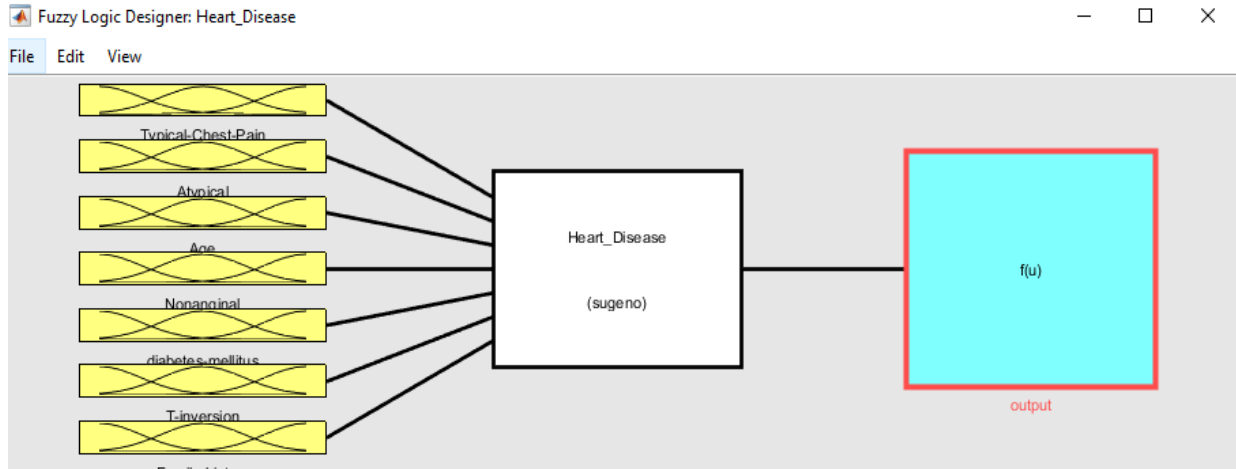 Fuzzy Logic Designer: Heart_Disease
File Edit View
Typical-Chest-Pain
Atypical
Age
Nonanginal
diabetes-mellitus
T-inversion
Heart_Disease
(sugeno)
f(u)
output